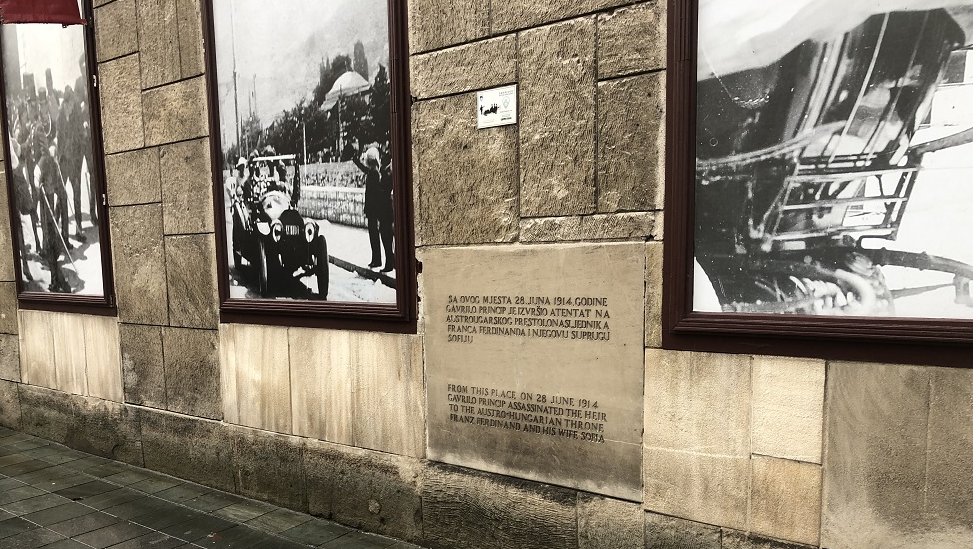 SA OVOG MJESTA 28. JUNA 1914. GODINE
GAVRILO PRINCIP JE IZVRŠIO ATENTAT NA
AUSTROUGARSKOG PRESTOLONASLJEDNIKA
FRANCA FERDINANDA I NJEGOVU SUPRUGU
SOFIJU
FROM THIS PLACE ON 28 JUNE 1914
GAVRILO PRINCIP ASSASSINATED THE HEIR
TO THE AUSTRO-HUNGARIAN THRONE
FRANZ FERDINAND AND HIS WIFE SOFIA